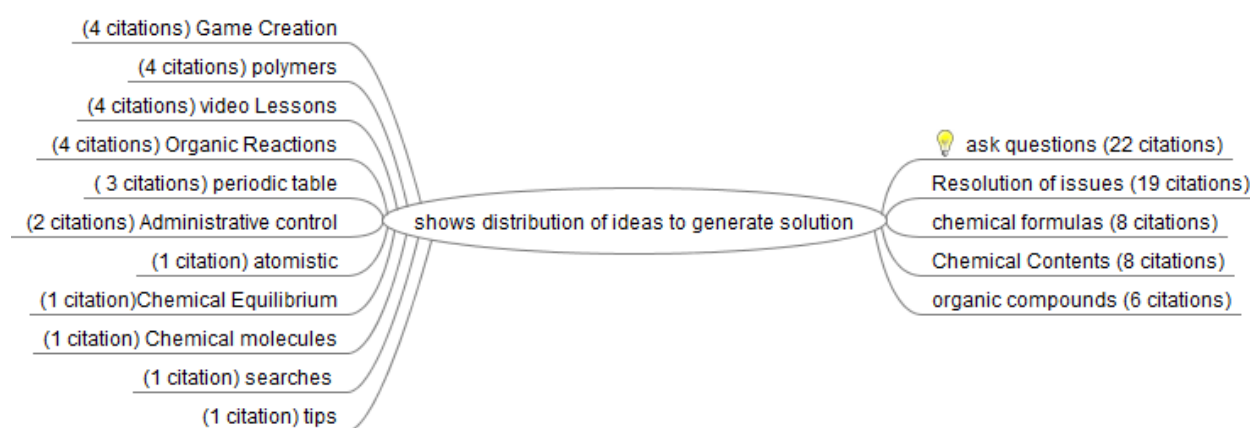 (4 citations) Game Creation
(4 citations) polymers
(4 citations) video Lessons
(4 citations) Organic Reactions
( 3 citations) periodic table
(2 citations) Administrative control
(1 citation) atomistic
(1 citation)Chemical Equilibrium
(1 citation) Chemical molecules
(1 citation) searches
(1 citation) tips
shows distribution of ideas to generate solution
ask questions (22 citations)
Resolution of issues (19 citations)
chemical formulas (8 citations)
Chemical Contents (8 citations)
organic compounds (6 citations)